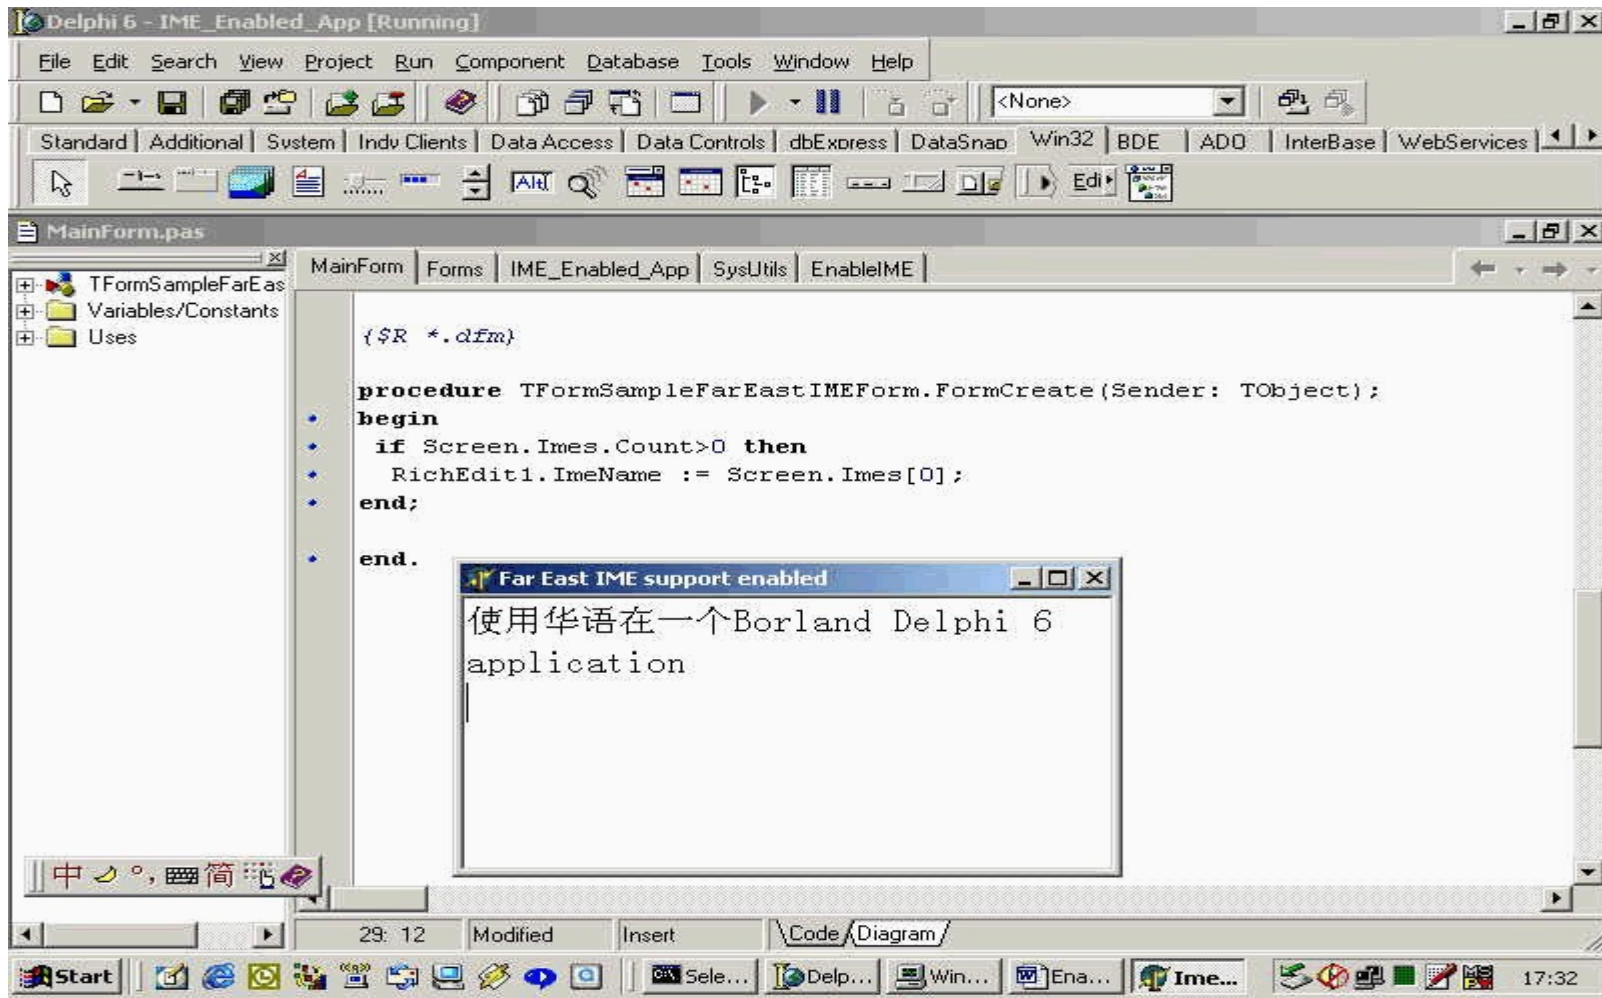 Delphi 6 - IME_Enabled_App [Running]
File Edit Search View Project Run Component Database Tools Window Help
<None>
Standard Additional System Indy Clients Data Access Data Controls dbExpress DataSnap Win32 BDE ADO InterBase WebServices
AB Edi
MainForm.pas
MainForm Forms IME_Enabled_App SysUtils EnableIME
TFormSampleFarEas
Variables/Constants
Uses
{$R *.dfm}
procedure TFormSampleFarEastIMEForm.FormCreate(Sender: TObject);
begin
if Screen.Imes.Count>0 then
RichEdit1.ImeName := Screen.Imes[0];
end;
end.
Far East IME support enabled
使用华语在一个Borland Delphi 6
application
中 °, 简
29: 12 Modified Insert Code Diagram
Start Sele... Delp... Win... Ena... Ime... 17:32